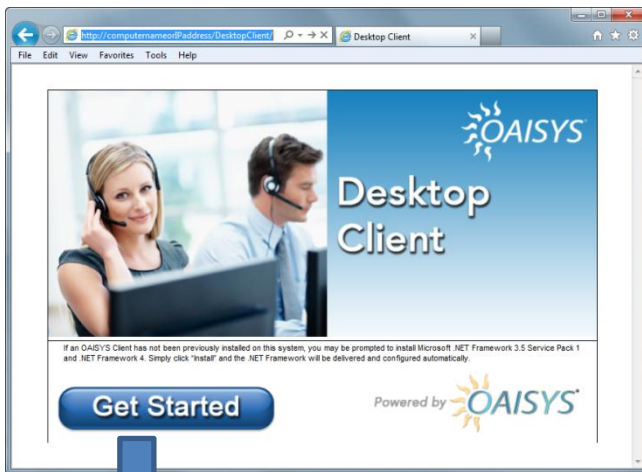 http://computernameorIPaddress/DesktopClient/
Desktop Client
File Edit View Favorites Tools Help
OAISYS
Desktop
Client
If an OAISYS Client has not been previously installed on this system, you may be prompted to install Microsoft .NET Framework 3.5 Service Pack 1
and .NET Framework 4. Simply click "Install" and the .NET Framework will be delivered and configured automatically.
Get Started
Powered by OAISYS